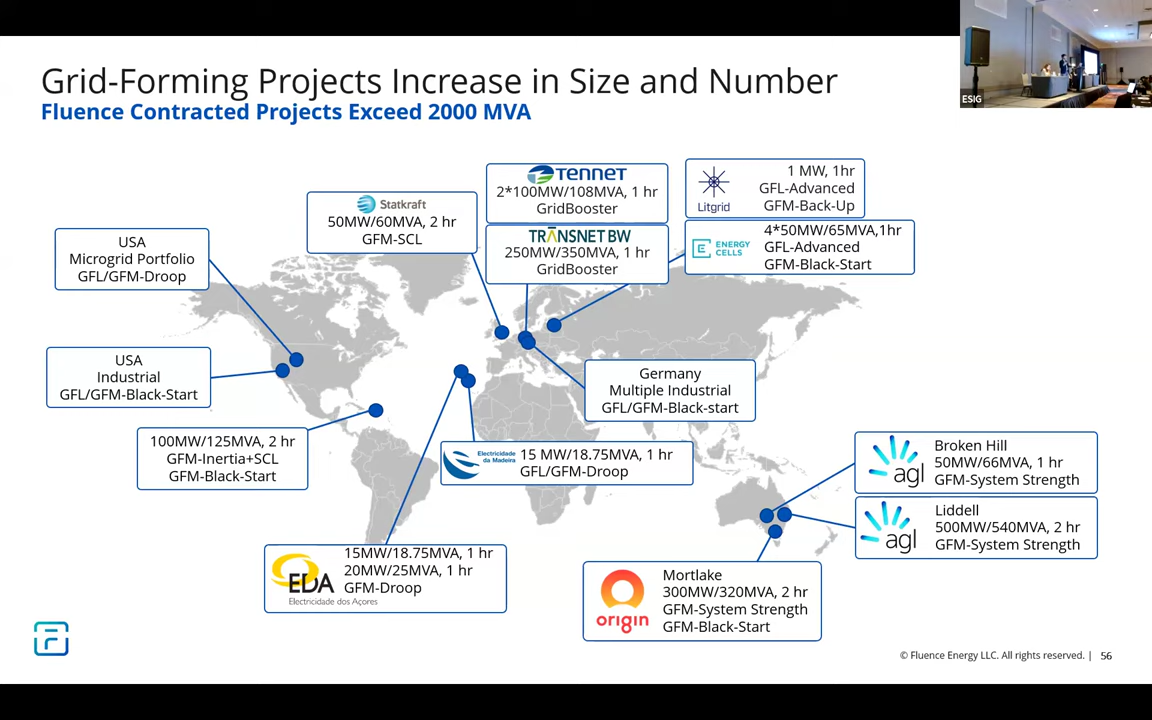 ESIG
Grid-Forming Projects Increase in Size and Number
Fluence Contracted Projects Exceed 2000 MVA
USA
Microgrid Portfolio
GFL/GFM-Droop
Statkraft
50MW/60MVA, 2 hr
GFM-SCL
TENNET
2*100MW/108MVA, 1 hr
GridBooster
TRANSNET BW
250MW/350MVA, 1 hr
GridBooster
Litgrid
1 MW, 1hr
GFL-Advanced
GFM-Back-Up
ENERGY
CELLS
4*50MW/65MVA,1hr
GFL-Advanced
GFM-Black-Start
USA
Industrial
GFL/GFM-Black-Start
Germany
Multiple Industrial
GFL/GFM-Black-start
100MW/125MVA, 2 hr
GFM-Inertia+SCL
GFM-Black-Start
Electricidade
da Madeira
15 MW/18.75MVA, 1 hr
GFL/GFM-Droop
agl
Broken Hill
50MW/66MVA, 1 hr
GFM-System Strength
agl
Liddell
500MW/540MVA, 2 hr
GFM-System Strength
EDA
Electricidade dos Açores
15MW/18.75MVA, 1 hr
20MW/25MVA, 1 hr
GFM-Droop
origin
Mortlake
300MW/320MVA, 2 hr
GFM-System Strength
GFM-Black-Start
© Fluence Energy LLC. All rights reserved. | 56